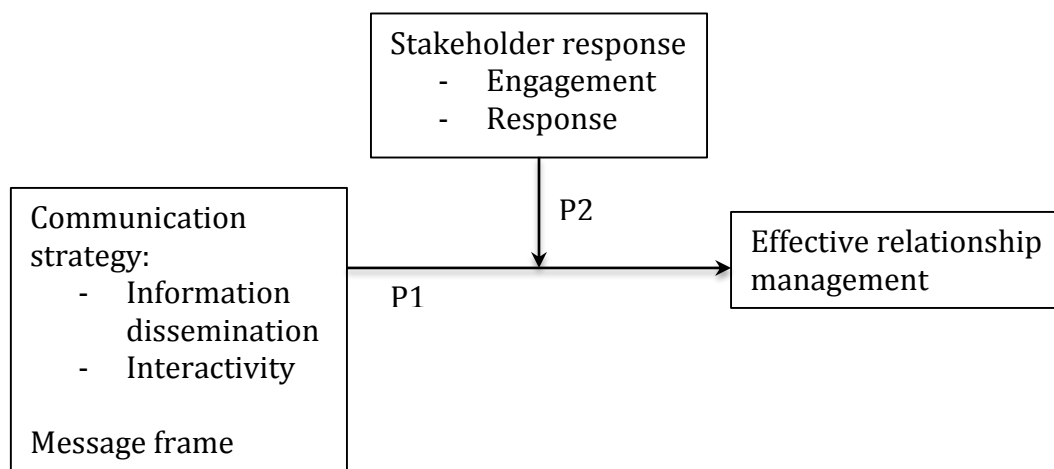 Stakeholder response
- Engagement
- Response
P2
Communication
strategy:
- Information
dissemination
- Interactivity
Message frame
P1
Effective relationship
management